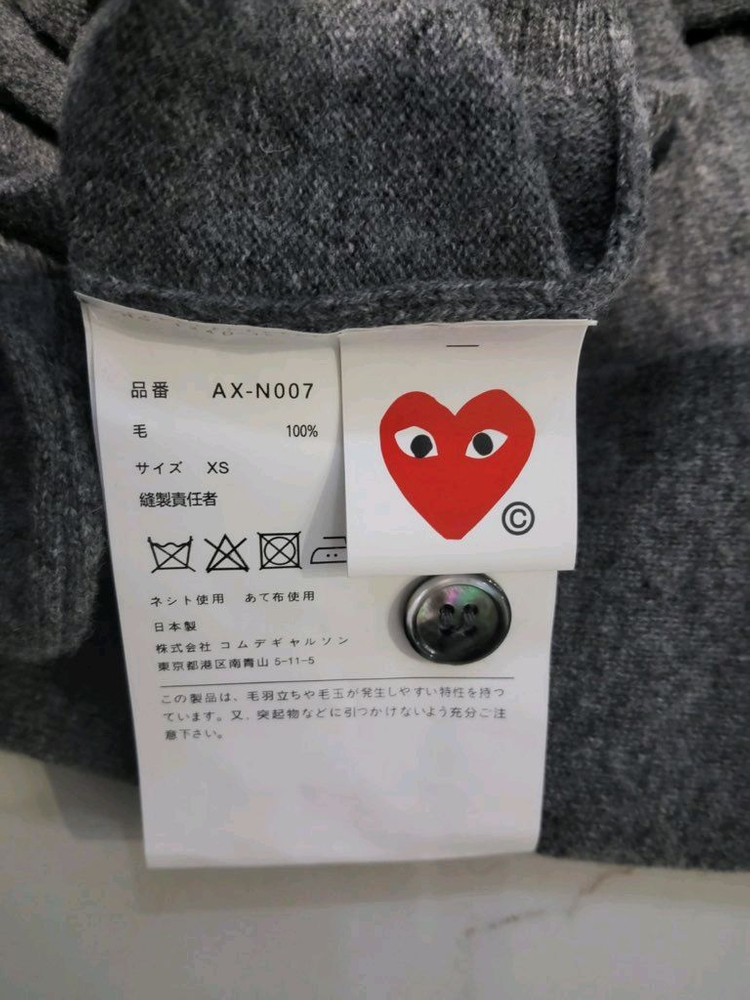 品番 AX-N007
毛 100%
サイズ XS
縫製責任者
©
ネシト使用 あて布使用
日本製
株式会社 コムデギャルソン
東京都港区南青山 5-11-5
この製品は、毛羽立ちや毛玉が発生しやすい特性を持つ
ています。又、突起物などに引つかけないよう充分ご注
意下さい。